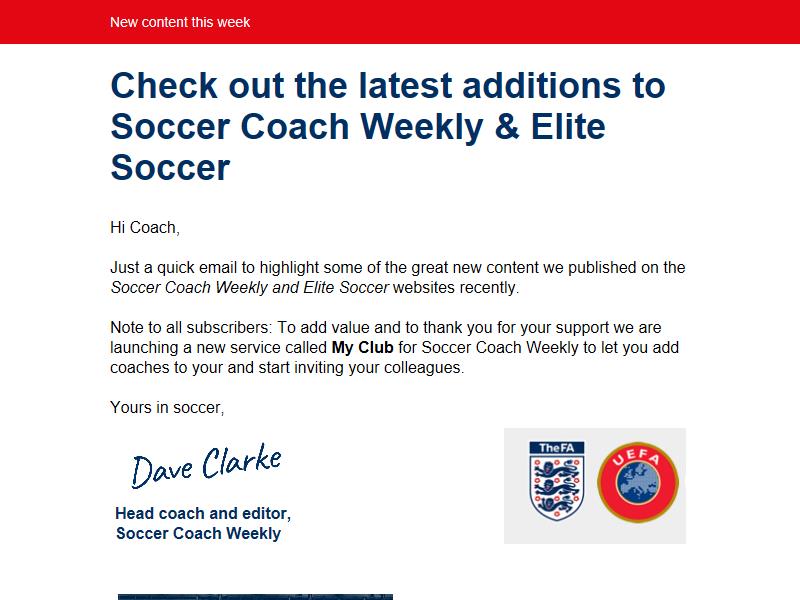 New content this week
Check out the latest additions to
Soccer Coach Weekly & Elite
Soccer
Hi Coach,
Just a quick email to highlight some of the great new content we published on the
Soccer Coach Weekly and Elite Soccer websites recently.
Note to all subscribers: To add value and to thank you for your support we are
launching a new service called My Club for Soccer Coach Weekly to let you add
coaches to your and start inviting your colleagues.
Yours in soccer,
Dave Clarke
Head coach and editor,
Soccer Coach Weekly
The FA
UEFA